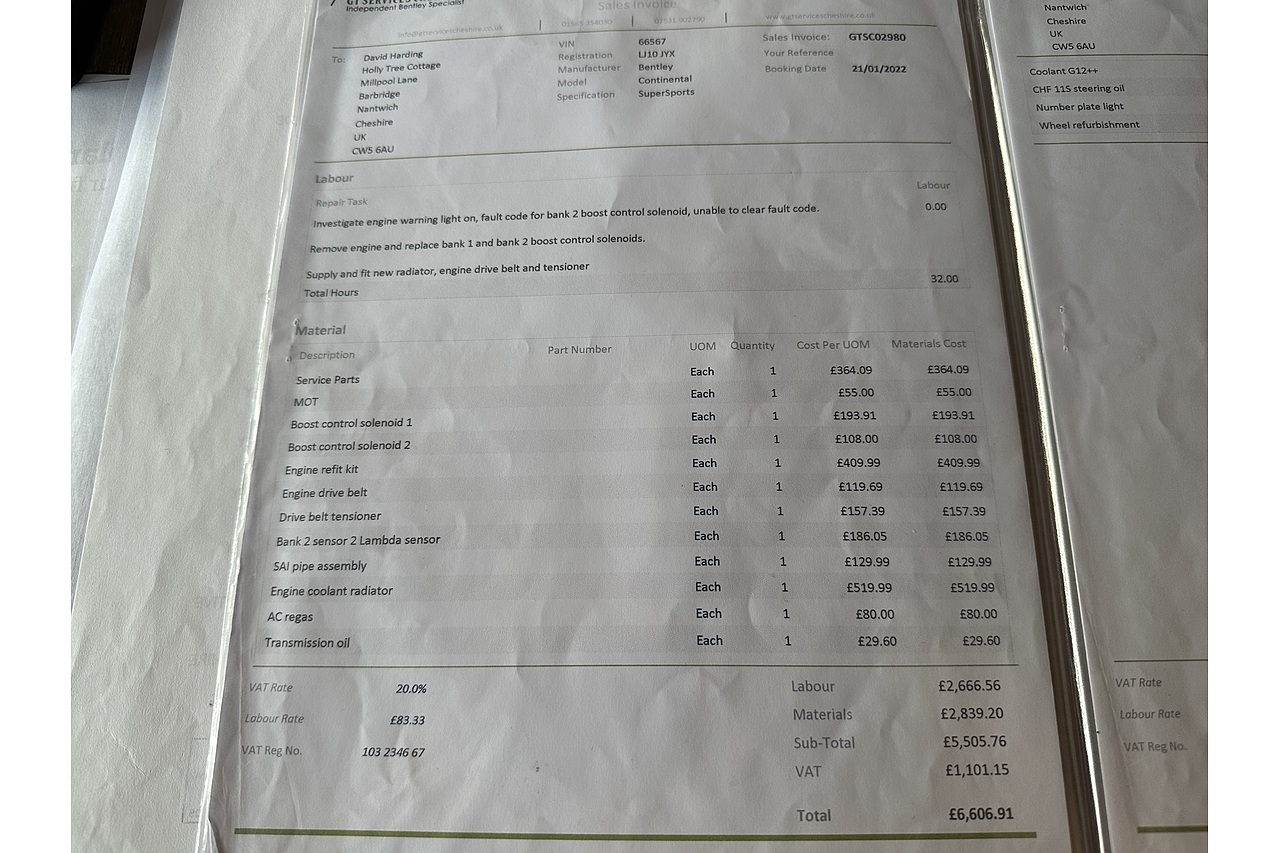 Independent Bentley Specialist
Sales Invoice
info@gtservicescheshire.co.uk | 01565 354030 | 07931 902790 | www.gtservicescheshire.co.uk
To: David Harding
Holly Tree Cottage
Millpool Lane
Barbridge
Nantwich
Cheshire
UK
CW5 6AU
VIN 66567
Registration LJ10 JYX
Manufacturer Bentley
Model Continental
Specification SuperSports
Sales Invoice: GTSC02980
Your Reference
Booking Date 21/01/2022
Labour
Repair Task Labour
Investigate engine warning light on, fault code for bank 2 boost control solenoid, unable to clear fault code. 0.00
Remove engine and replace bank 1 and bank 2 boost control solenoids.
Supply and fit new radiator, engine drive belt and tensioner
Total Hours 32.00
Material
Description Part Number UOM Quantity Cost Per UOM Materials Cost
Service Parts Each 1 £364.09 £364.09
MOT Each 1 £55.00 £55.00
Boost control solenoid 1 Each 1 £193.91 £193.91
Boost control solenoid 2 Each 1 £108.00 £108.00
Engine refit kit Each 1 £409.99 £409.99
Engine drive belt Each 1 £119.69 £119.69
Drive belt tensioner Each 1 £157.39 £157.39
Bank 2 sensor 2 Lambda sensor Each 1 £186.05 £186.05
SAI pipe assembly Each 1 £129.99 £129.99
Engine coolant radiator Each 1 £519.99 £519.99
AC regas Each 1 £80.00 £80.00
Transmission oil Each 1 £29.60 £29.60
VAT Rate 20.0%
Labour Rate £83.33
VAT Reg No. 103 2346 67
Labour £2,666.56
Materials £2,839.20
Sub-Total £5,505.76
VAT £1,101.15
Total £6,606.91
Nantwich
Cheshire
UK
CW5 6AU
Coolant G12++
CHF 11S steering oil
Number plate light
Wheel refurbishment
VAT Rate
Labour Rate
VAT Reg No.